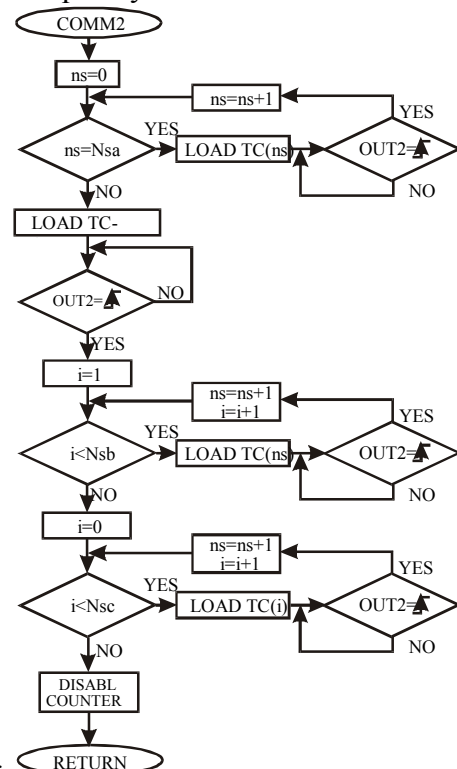 COMM2
ns=0
ns=ns+1
YES
ns=Nsa
YES
LOAD TC(ns)
OUT2=
NO
NO
LOAD TC-
OUT2=
NO
YES
i=1
ns=ns+1
i=i+1
YES
i<Nsb
YES
LOAD TC(ns
OUT2=
NO
NO
i=0
ns=ns+1
i=i+1
YES
i<Nsc
YES
LOAD TC(i)
OUT2=
NO
NO
DISABL
COUNTER
RETURN